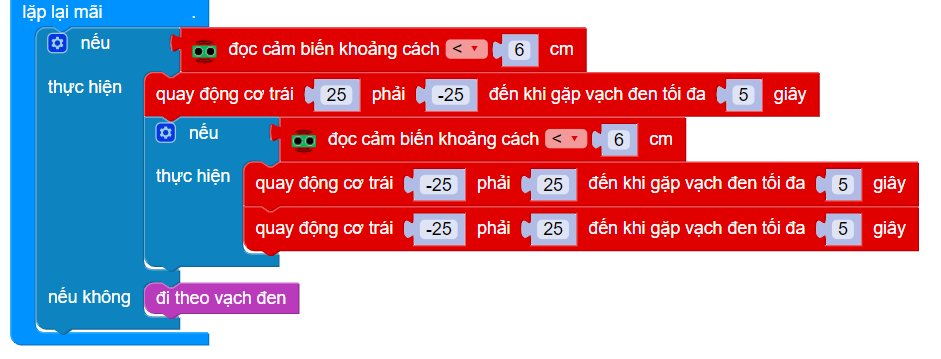 lặp lại mãi .
nếu đọc cảm biến khoảng cách < 6 cm
thực hiện quay động cơ trái 25 phải -25 đến khi gặp vạch đen tối đa 5 giây
nếu đọc cảm biến khoảng cách < 6 cm
thực hiện quay động cơ trái -25 phải 25 đến khi gặp vạch đen tối đa 5 giây
quay động cơ trái -25 phải 25 đến khi gặp vạch đen tối đa 5 giây
nếu không đi theo vạch đen